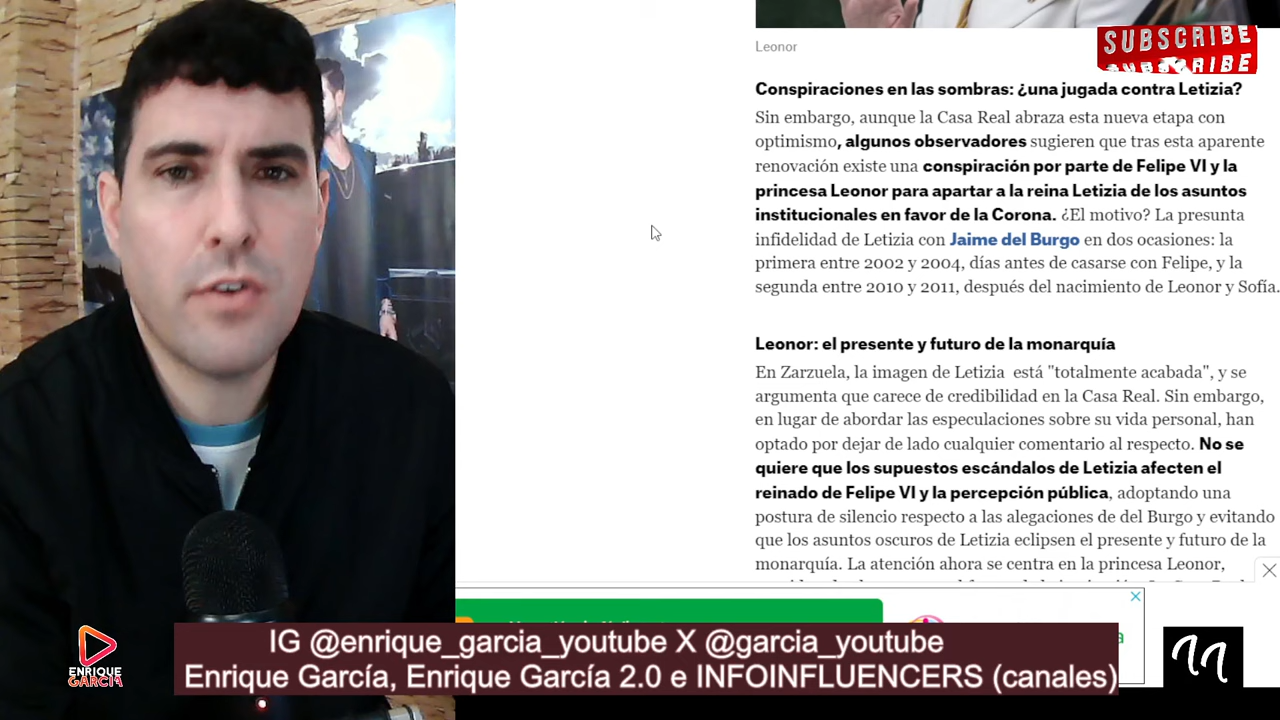 SUBSCRIBE
Leonor
Conspiraciones en las sombras: ¿una jugada contra Letizia?
Sin embargo, aunque la Casa Real abraza esta nueva etapa con
optimismo, algunos observadores sugieren que tras esta aparente
renovación existe una conspiración por parte de Felipe VI y la
princesa Leonor para apartar a la reina Letizia de los asuntos
institucionales en favor de la Corona. ¿El motivo? La presunta
infidelidad de Letizia con Jaime del Burgo en dos ocasiones: la
primera entre 2002 y 2004, días antes de casarse con Felipe, y la
segunda entre 2010 y 2011, después del nacimiento de Leonor y Sofía.
Leonor: el presente y futuro de la monarquía
En Zarzuela, la imagen de Letizia está "totalmente acabada", y se
argumenta que carece de credibilidad en la Casa Real. Sin embargo,
en lugar de abordar las especulaciones sobre su vida personal, han
optado por dejar de lado cualquier comentario al respecto. No se
quiere que los supuestos escándalos de Letizia afecten el
reinado de Felipe VI y la percepción pública, adoptando una
postura de silencio respecto a las alegaciones de del Burgo y evitando
que los asuntos oscuros de Letizia eclipsen el presente y futuro de la
monarquía. La atención ahora se centra en la princesa Leonor,
IG @enrique_garcia_youtube X @garcia_youtube
Enrique García, Enrique García 2.0 e INFOINFLUENCERS (canales)
ENRIQUE
GARCÍA